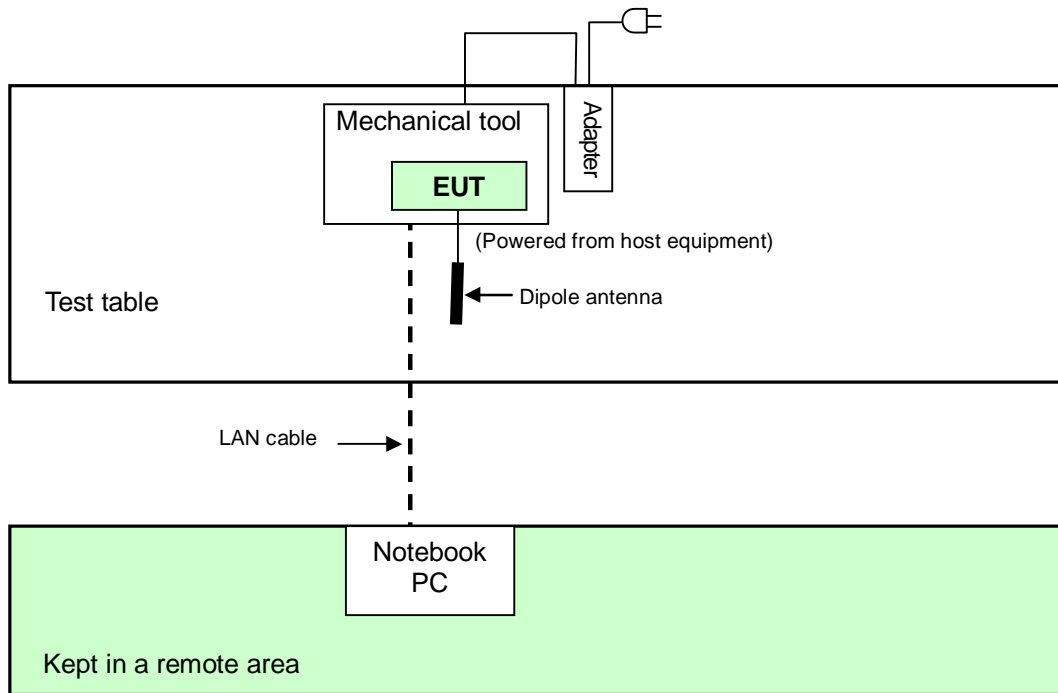 Mechanical tool
Adapter
EUT
(Powered from host equipment)
Dipole antenna
Test table
LAN cable
Notebook
PC
Kept in a remote area